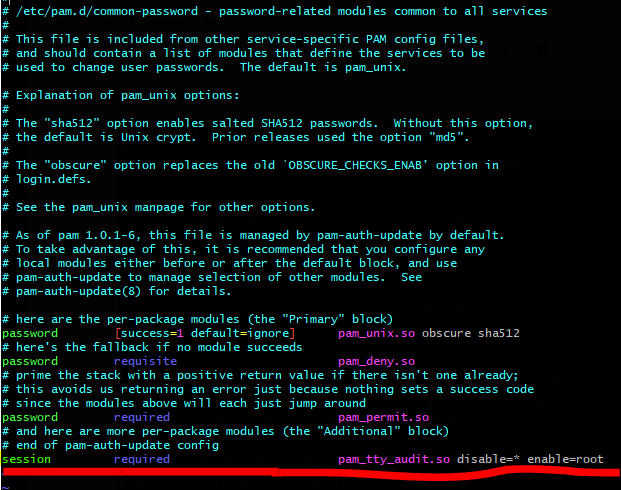 # /etc/pam.d/common-password - password-related modules common to all services
#
# This file is included from other service-specific PAM config files,
# and should contain a list of modules that define the services to be
# used to change user passwords.  The default is pam_unix.
#
# Explanation of pam_unix options:
#
# The "sha512" option enables salted SHA512 passwords.  Without this option,
# the default is Unix crypt.  Prior releases used the option "md5".
#
# The "obscure" option replaces the old `OBSCURE_CHECKS_ENAB' option in
# login.defs.
#
# See the pam_unix manpage for other options.

# As of pam 1.0.1-6, this file is managed by pam-auth-update by default.
# To take advantage of this, it is recommended that you configure any
# local modules either before or after the default block, and use
# pam-auth-update to manage selection of other modules.  See
# pam-auth-update(8) for details.

# here are the per-package modules (the "Primary" block)
password        [success=1 default=ignore]      pam_unix.so obscure sha512
# here's the fallback if no module succeeds
password        requisite                       pam_deny.so
# prime the stack with a positive return value if there isn't one already;
# this avoids us returning an error just because nothing sets a success code
# since the modules above will each just jump around
password        required                        pam_permit.so
# and here are more per-package modules (the "Additional" block)
# end of pam-auth-update config
session         required                        pam_tty_audit.so disable=* enable=root
~